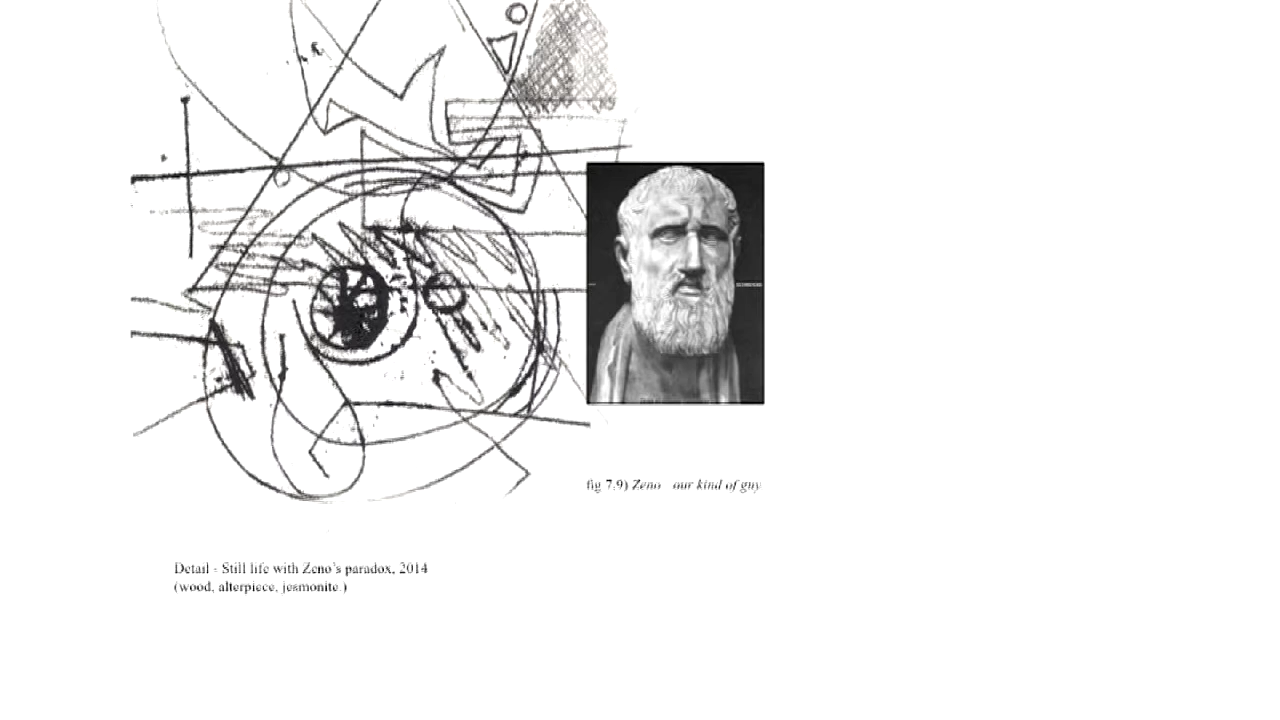 fig 7.9) Zeno our kind of guy
Detail - Still life with Zeno's paradox, 2014
(wood, alterpiece, jesmonite.)